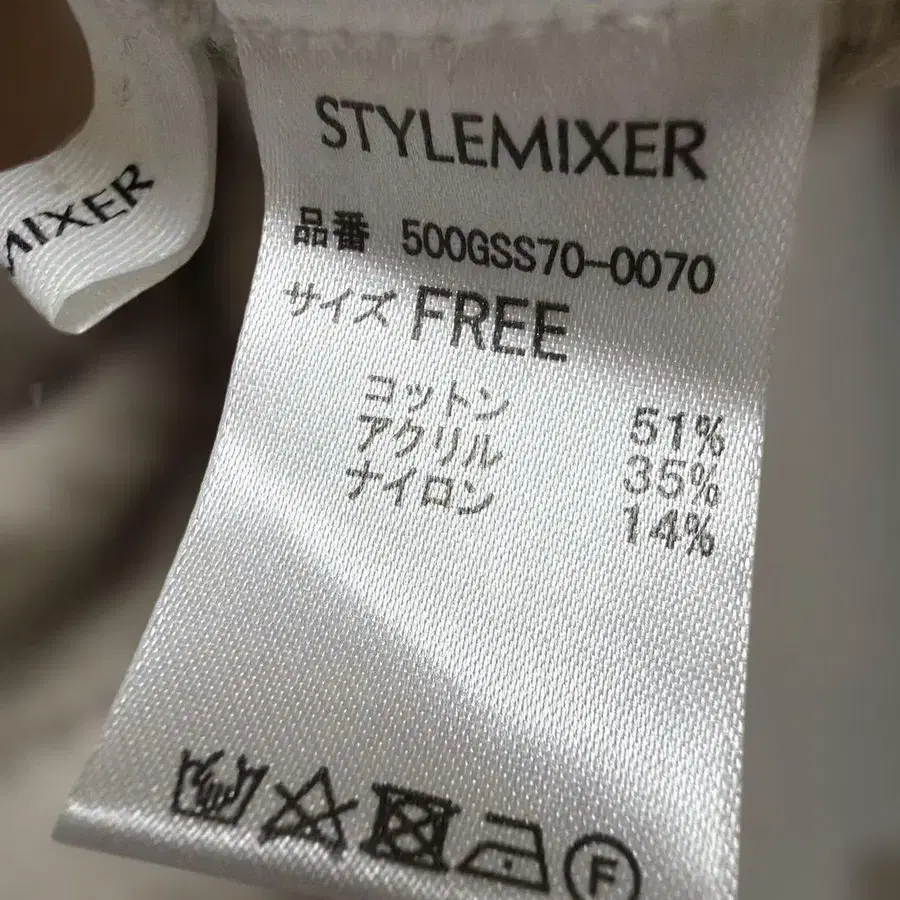 MIXER
STYLEMIXER
品番 500GSS70-0070
サイズ FREE
コットン 51%
アクリル 35%
ナイロン 14%
F